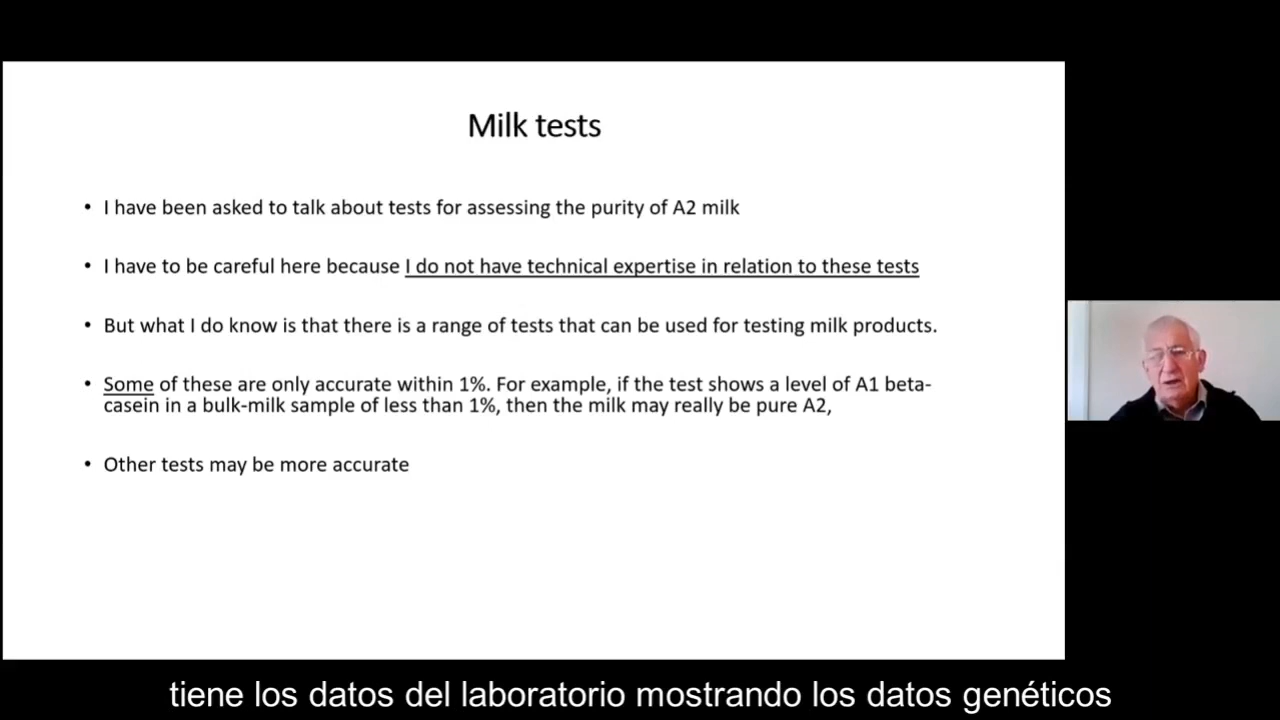 Milk tests
• I have been asked to talk about tests for assessing the purity of A2 milk
• I have to be careful here because I do not have technical expertise in relation to these tests
• But what I do know is that there is a range of tests that can be used for testing milk products.
• Some of these are only accurate within 1%. For example, if the test shows a level of A1 beta-
casein in a bulk-milk sample of less than 1%, then the milk may really be pure A2,
• Other tests may be more accurate
tiene los datos del laboratorio mostrando los datos genéticos